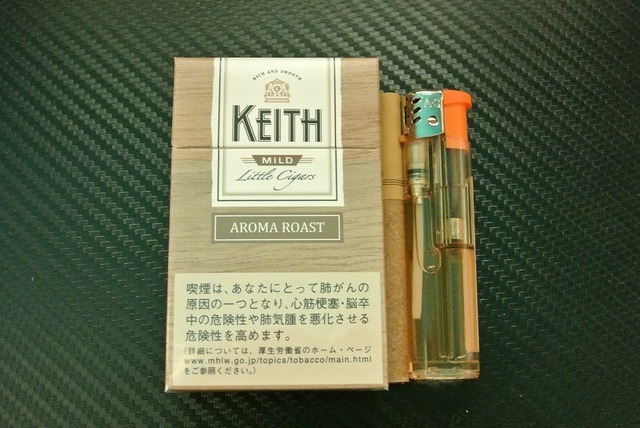 RICH AND SMOOTH
KEITH
MILD
Little Cigars
AROMA ROAST
喫煙は、あなたにとって肺がんの
原因の一つとなり、心筋梗塞・脳卒
中の危険性や肺気腫を悪化させる
危険性を高めます。
(詳細については、厚生労働省のホーム・ページ
www.mhlw.go.jp/topics/tobacco/main.html
をご参照ください。)